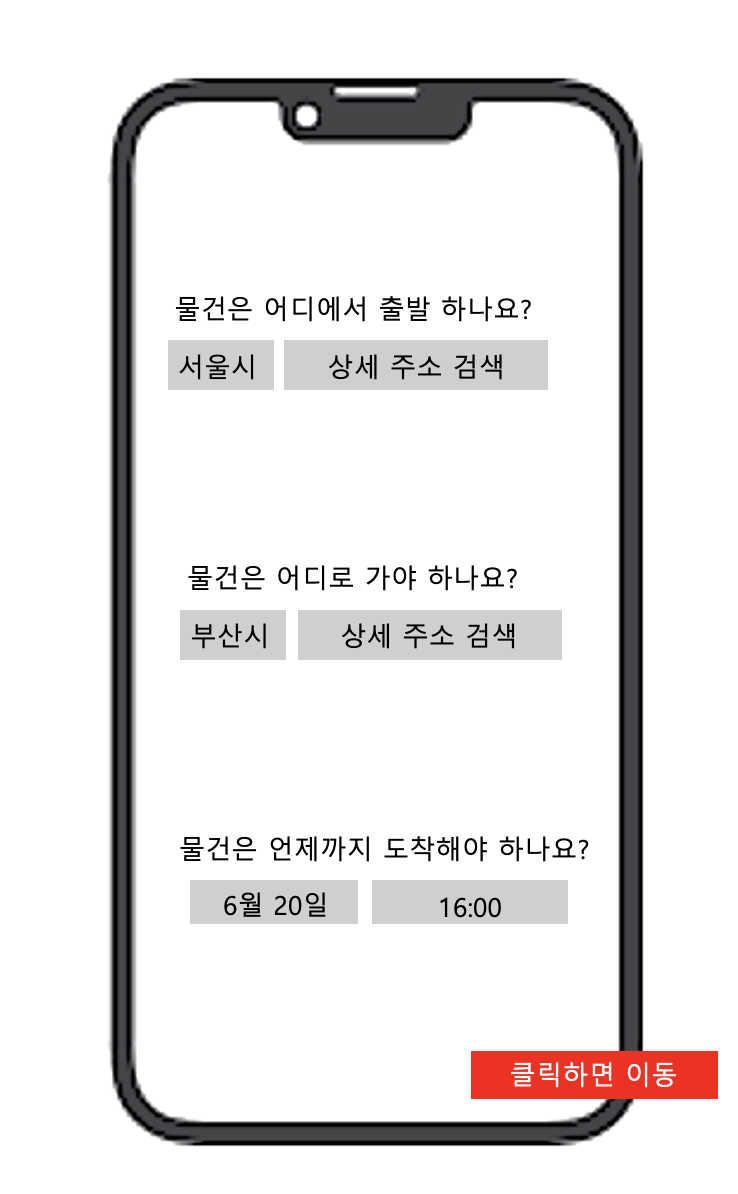 물건은 어디에서 출발 하나요?
서울시 상세 주소 검색
물건은 어디로 가야 하나요?
부산시 상세 주소 검색
물건은 언제까지 도착해야 하나요?
6월 20일 16:00
클릭하면 이동